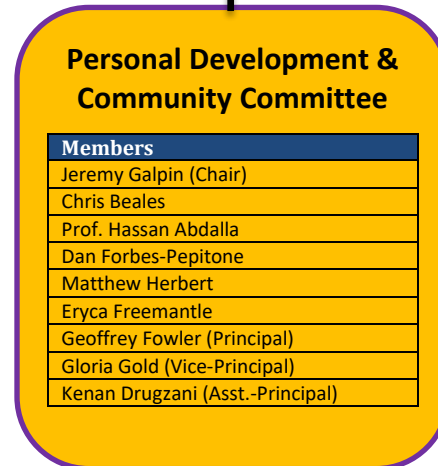 Personal Development &
Community Committee
Members
Jeremy Galpin (Chair)
Chris Beales
Prof. Hassan Abdalla
Dan Forbes-Pepitone
Matthew Herbert
Eryca Freemantle
Geoffrey Fowler (Principal)
Gloria Gold (Vice-Principal)
Kenan Drugzani (Asst.-Principal)